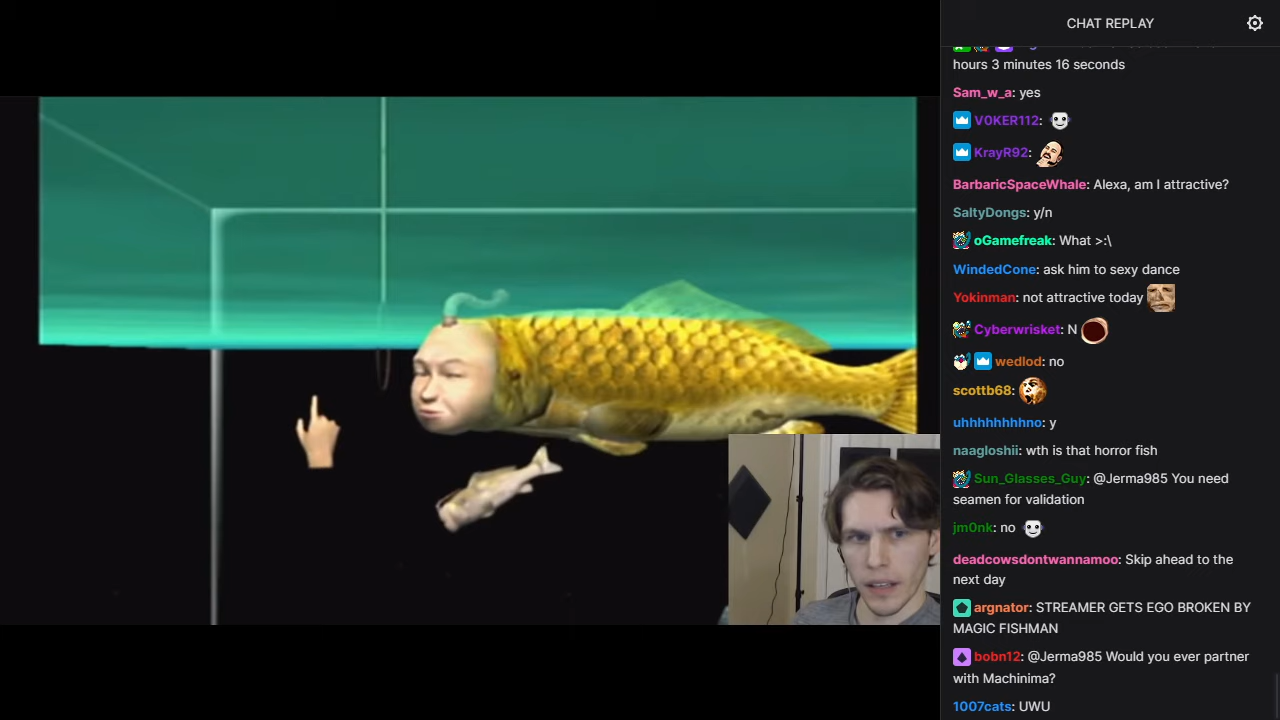 CHAT REPLAY
hours 3 minutes 16 seconds
Sam_w_a: yes
V0KER112:
KrayR92:
BarbaricSpaceWhale: Alexa, am I attractive?
SaltyDongs: y/n
oGamefreak: What >:\
WindedCone: ask him to sexy dance
Yokinman: not attractive today
Cyberwrisket: N
wedlod: no
scottb68:
uhhhhhhhno: y
naagloshii: wth is that horror fish
Sun_Glasses_Guy: @Jerma985 You need
seamen for validation
jm0nk: no
deadcowsdontwannamoo: Skip ahead to the
next day
argnator: STREAMER GETS EGO BROKEN BY
MAGIC FISHMAN
bobn12: @Jerma985 Would you ever partner
with Machinima?
1007cats: UWU